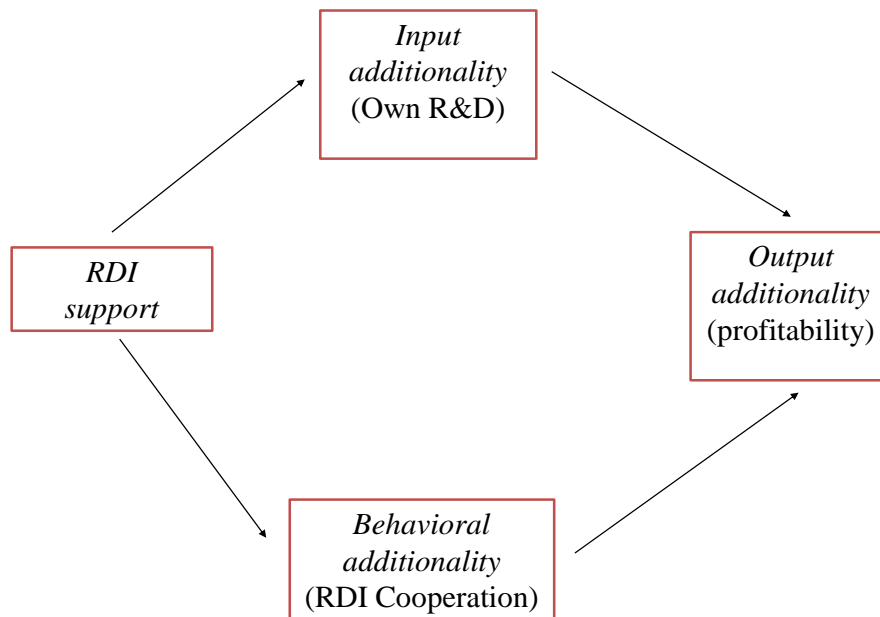 Input
additionality
(Own R&D)
RDI
support
Output
additionality
(profitability)
Behavioral
additionality
(RDI Cooperation)